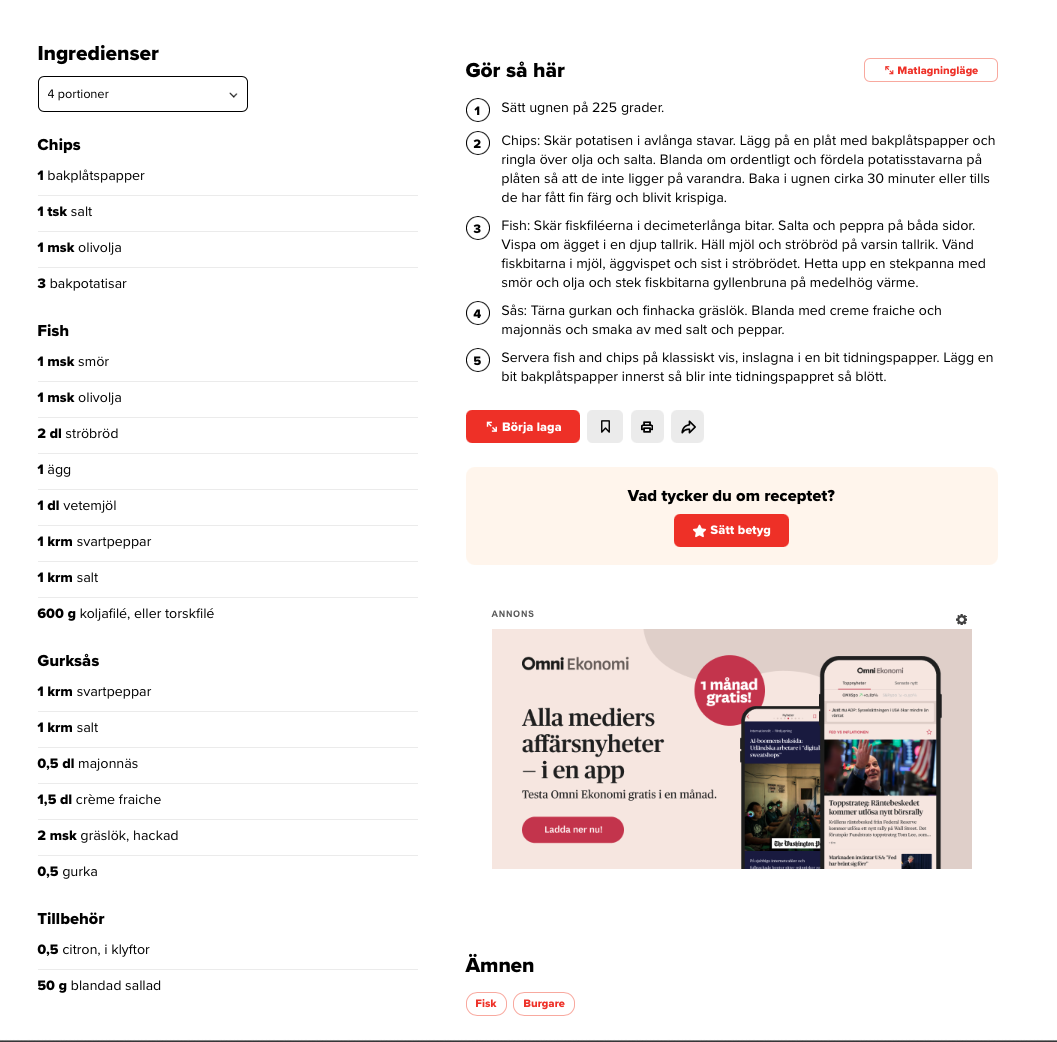 Ingredienser
4 portioner
Chips
1 bakplåtspapper
1 tsk salt
1 msk olivolja
3 bakpotatisar
Fish
1 msk smör
1 msk olivolja
2 dl ströbröd
1 ägg
1 dl vetemjöl
1 krm svartpeppar
1 krm salt
600 g koljafilé, eller torskfilé
Gurksås
1 krm svartpeppar
1 krm salt
0,5 dl majonnäs
1,5 dl crème fraiche
2 msk gräslök, hackad
0,5 gurka
Tillbehör
0,5 citron, i klyftor
50 g blandad sallad
Gör så här
Matlagningläge
1 Sätt ugnen på 225 grader.
2 Chips: Skär potatisen i avlånga stavar. Lägg på en plåt med bakplåtspapper och
ringla över olja och salta. Blanda om ordentligt och fördela potatisstavarna på
plåten så att de inte ligger på varandra. Baka i ugnen cirka 30 minuter eller tills
de har fått fin färg och blivit krispiga.
3 Fish: Skär fiskfiléerna i decimeterlånga bitar. Salta och peppra på båda sidor.
Vispa om ägget i en djup tallrik. Häll mjöl och ströbröd på varsin tallrik. Vänd
fiskbitarna i mjöl, äggvispet och sist i ströbrödet. Hetta upp en stekpanna med
smör och olja och stek fiskbitarna gyllenbruna på medelhög värme.
4 Sås: Tärna gurkan och finhacka gräslök. Blanda med creme fraiche och
majonnäs och smaka av med salt och peppar.
5 Servera fish and chips på klassiskt vis, inslagna i en bit tidningspapper. Lägg en
bit bakplåtspapper innerst så blir inte tidningspappret så blött.
Börja laga
Vad tycker du om receptet?
Sätt betyg
ANNONS
Omni Ekonomi
1 månad
gratis!
Alla mediers
affärsnyheter
– i en app
Testa Omni Ekonomi gratis i en månad.
Ladda ner nu!
Omni Ekonomi
Toppnyheter Senaste nytt
AI-boomens baksida:
Utländska arbetare i "digital
sweatshops"
The Washington P
Toppstrateg: Räntebeskedet
kommer utlösa nytt börsrally
Marknaden
Ämnen
Fisk
Burgare